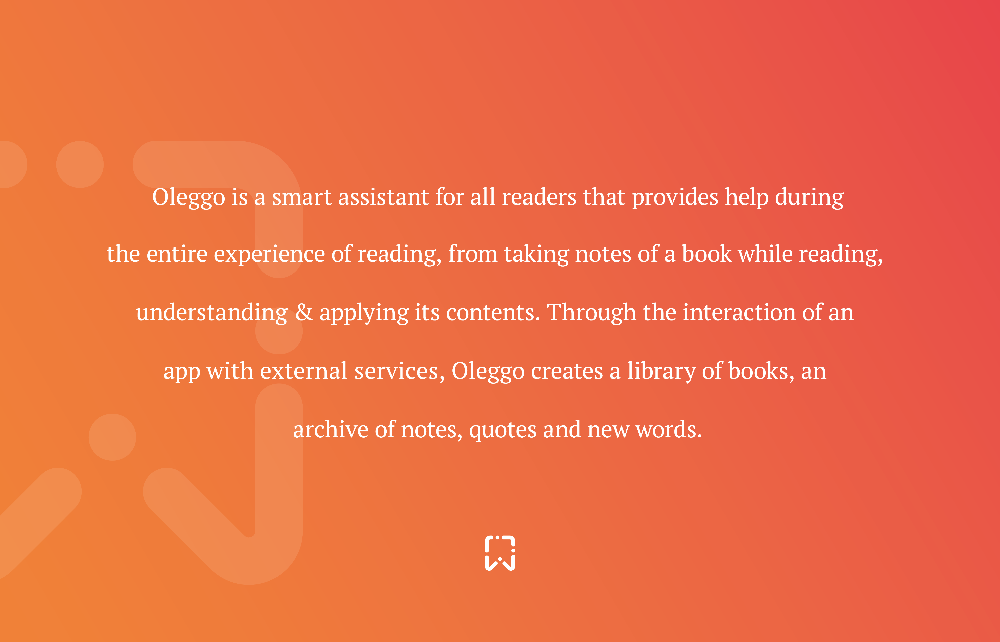 Oleggo is a smart assistant for all readers that provides help during
the entire experience of reading, from taking notes of a book while reading,
understanding & applying its contents. Through the interaction of an
app with external services, Oleggo creates a library of books, an
archive of notes, quotes and new words.